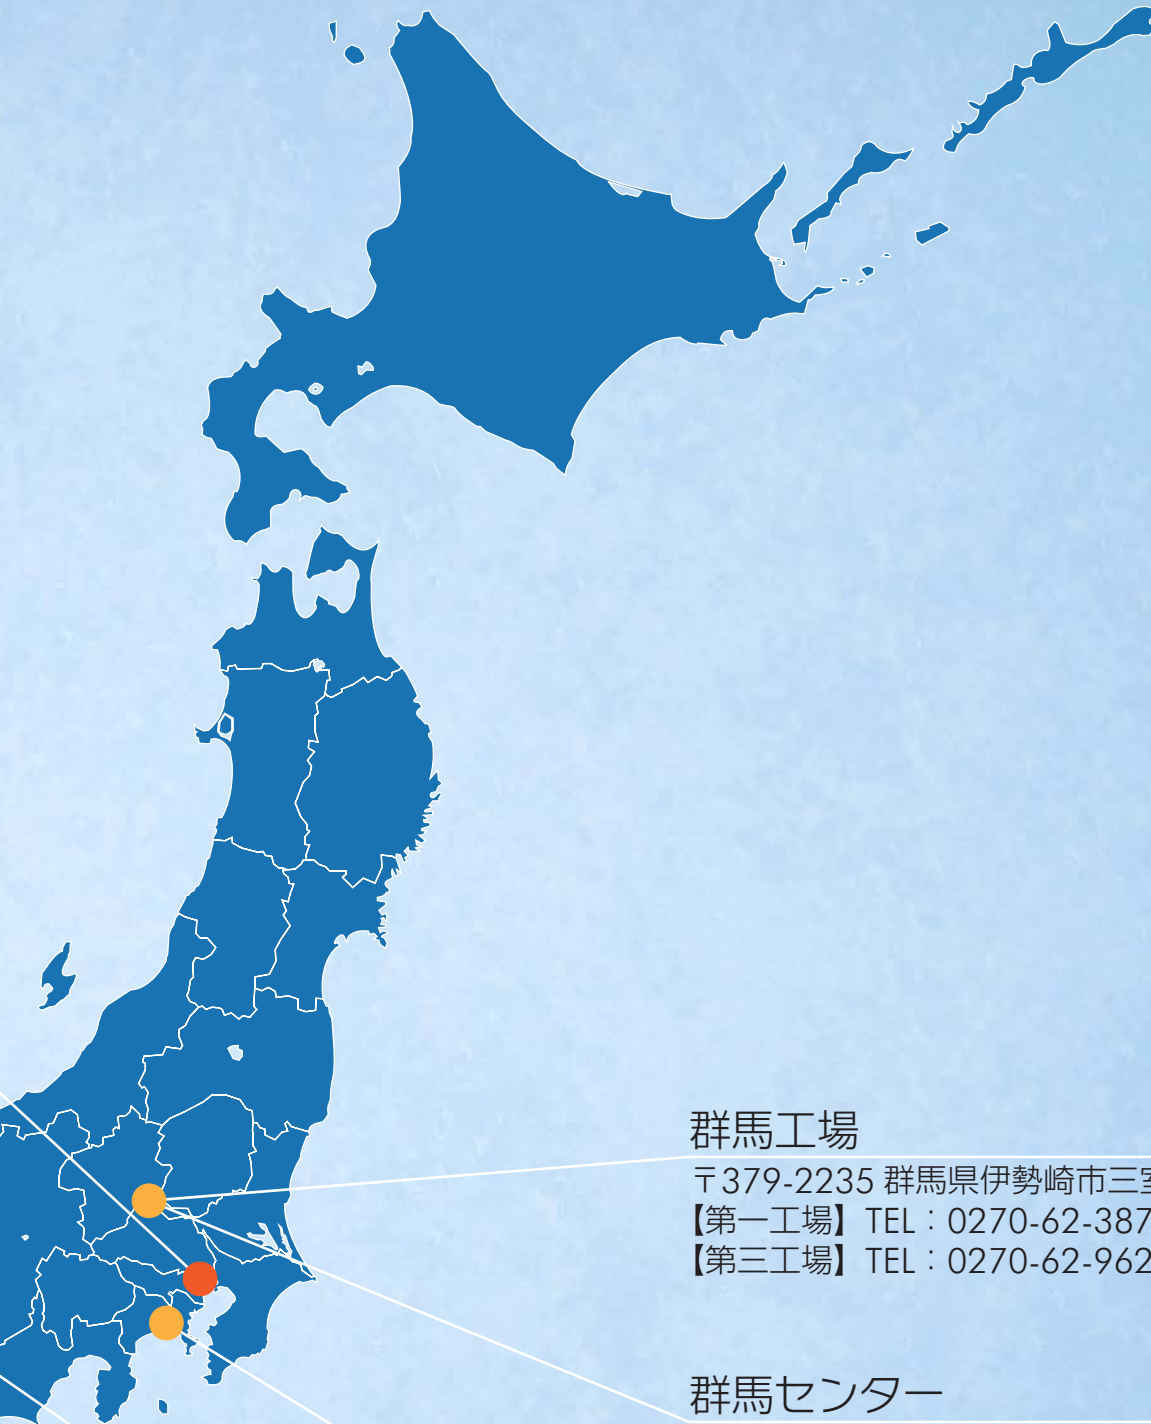 群馬工場
〒379-2235 群馬県伊勢崎市三室
【第一工場】TEL：0270-62-387
【第三工場】TEL：0270-62-962
群馬センター